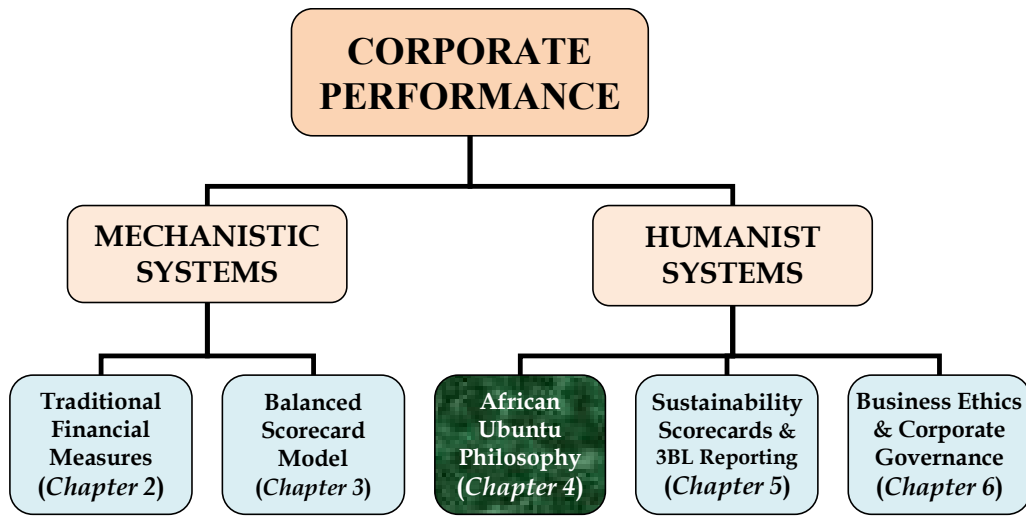 CORPORATE
PERFORMANCE
MECHANISTIC
SYSTEMS
HUMANIST
SYSTEMS
Traditional
Financial
Measures
(Chapter 2)
Balanced
Scorecard
Model
(Chapter 3)
African
Ubuntu
Philosophy
(Chapter 4)
Sustainability
Scorecards &
3BL Reporting
(Chapter 5)
Business Ethics
& Corporate
Governance
(Chapter 6)